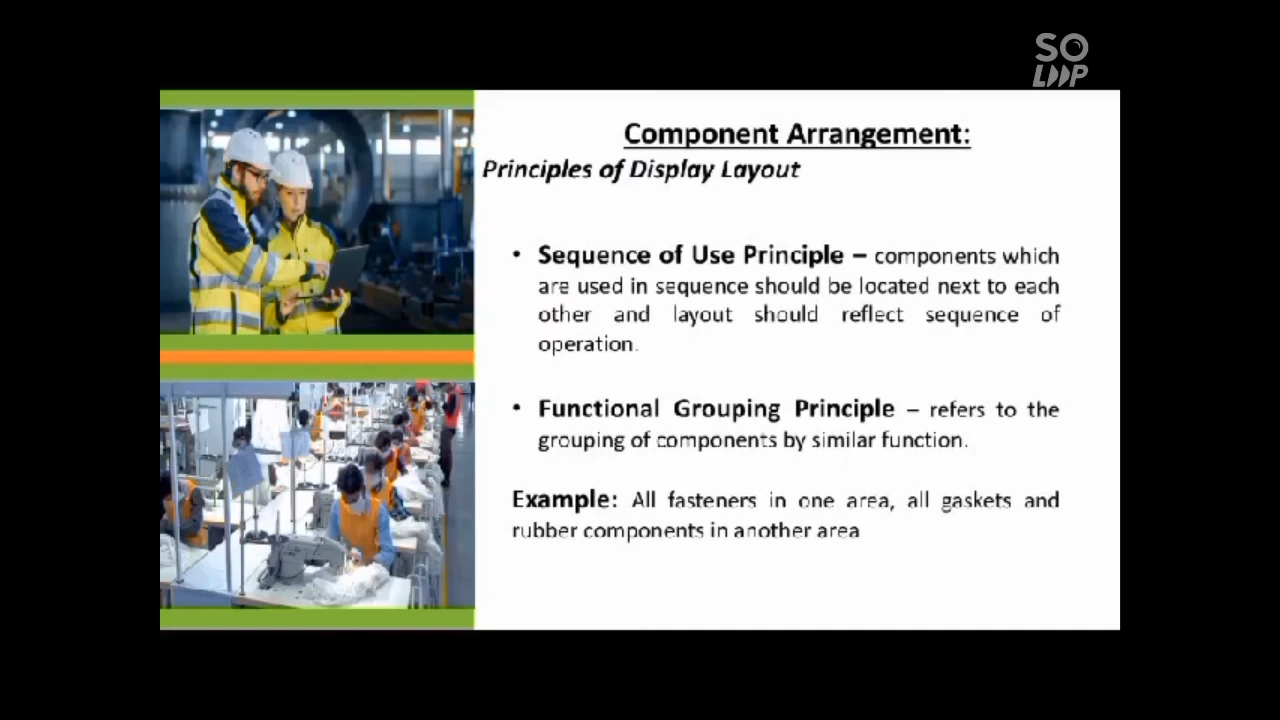 SO
LOOP
Component Arrangement:
Principles of Display Layout
• Sequence of Use Principle – components which
are used in sequence should be located next to each
other and layout should reflect sequence of
operation.
• Functional Grouping Principle – refers to the
grouping of components by similar function.
Example: All fasteners in one area, all gaskets and
rubber components in another area